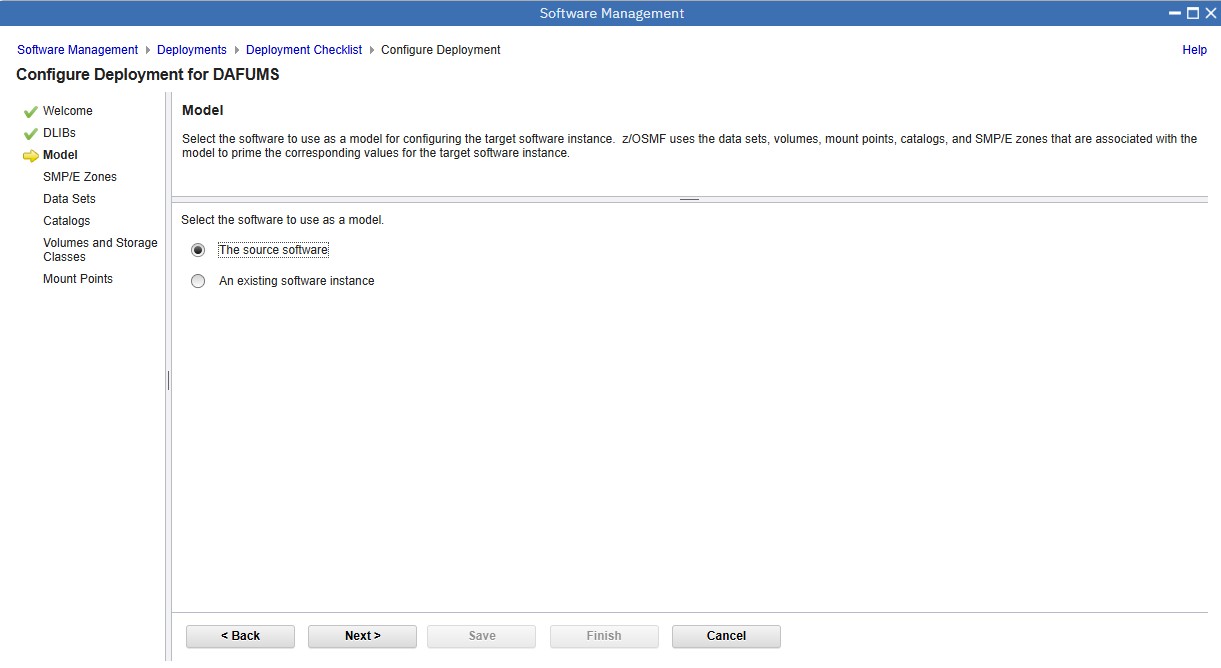 Software Management
Software Management Deployments Deployment Checklist Configure Deployment Help
Configure Deployment for DAFUMS
Welcome
DLIBs
Model
SMP/E Zones
Data Sets
Catalogs
Volumes and Storage
Classes
Mount Points
Model
Select the software to use as a model for configuring the target software instance. z/OSMF uses the data sets, volumes, mount points, catalogs, and SMP/E zones that are associated with the
model to prime the corresponding values for the target software instance.
Select the software to use as a model.
The source software
An existing software instance
< Back Next > Save Finish Cancel